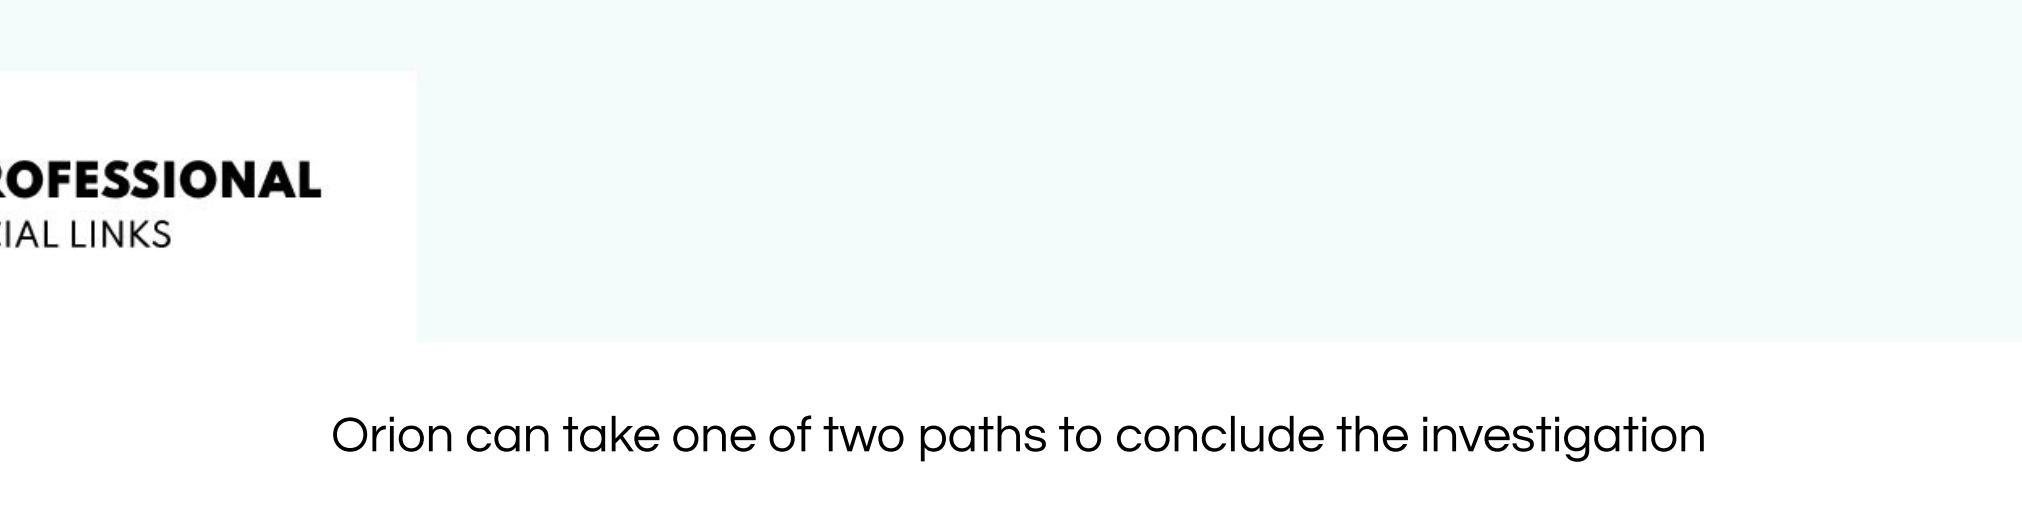 ROFESSIONAL
CIAL LINKS
Orion can take one of two paths to conclude the investigation